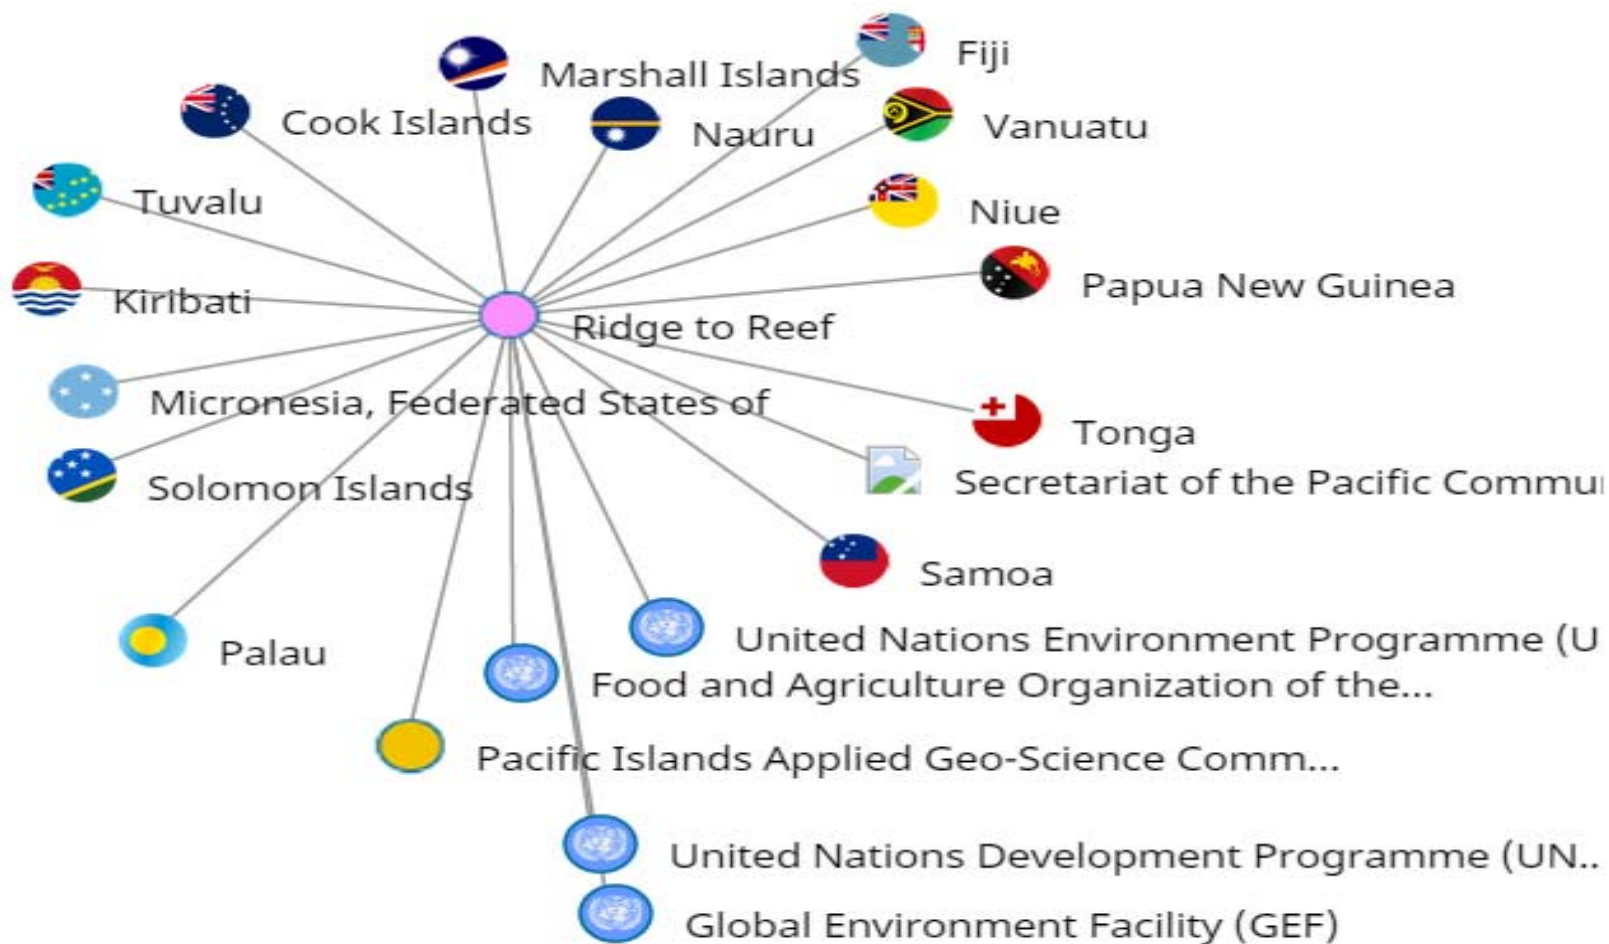 Fiji
Marshall Islands
Cook Islands
Nauru
Vanuatu
Tuvalu
Niue
Papua New Guinea
Kiribati
Ridge to Reef
Micronesia, Federated States of
Tonga
Solomon Islands
Secretariat of the Pacific Commu
Samoa
Palau
United Nations Environment Programme (U
Food and Agriculture Organization of the...
Pacific Islands Applied Geo-Science Comm...
United Nations Development Programme (UN..
Global Environment Facility (GEF)